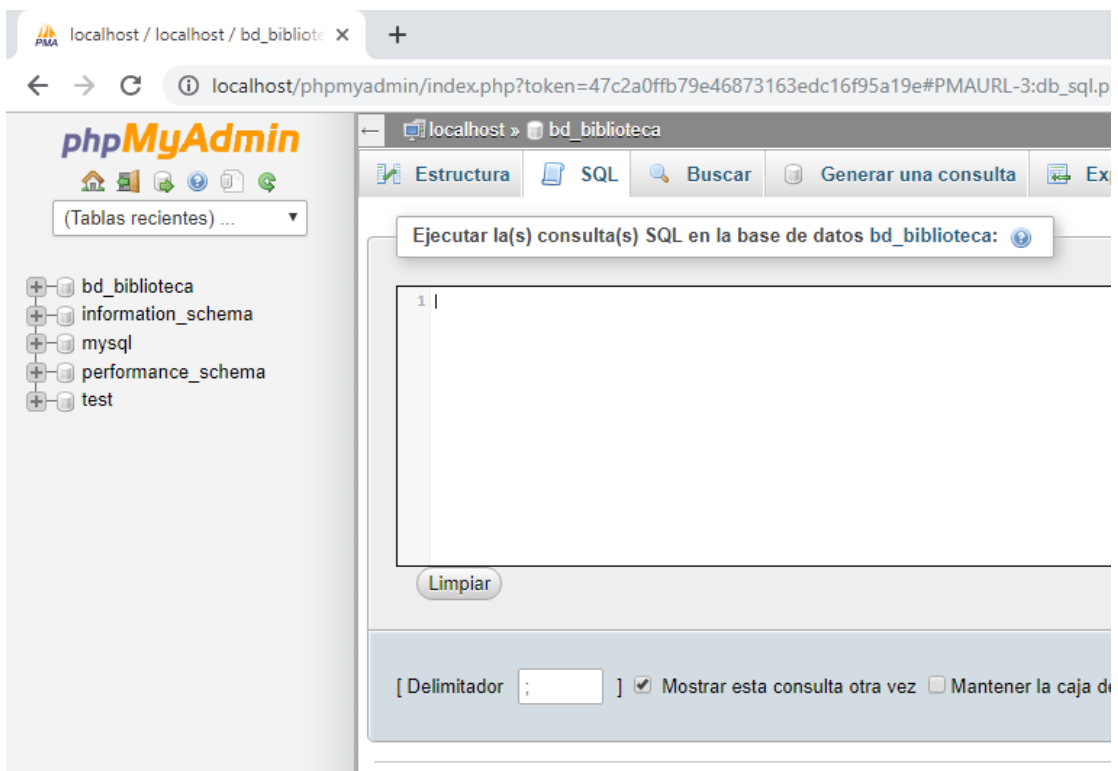 localhost / localhost / bd_bibliote
localhost/phpmyadmin/index.php?token=47c2a0ffb79e46873163edc16f95a19e#PMAURL-3:db_sql.p
phpMyAdmin
(Tablas recientes) ...
bd_biblioteca
information_schema
mysql
performance_schema
test
localhost » bd_biblioteca
Estructura SQL Buscar Generar una consulta Exp
Ejecutar la(s) consulta(s) SQL en la base de datos bd_biblioteca:
1
Limpiar
[ Delimitador ; ] Mostrar esta consulta otra vez Mantener la caja de